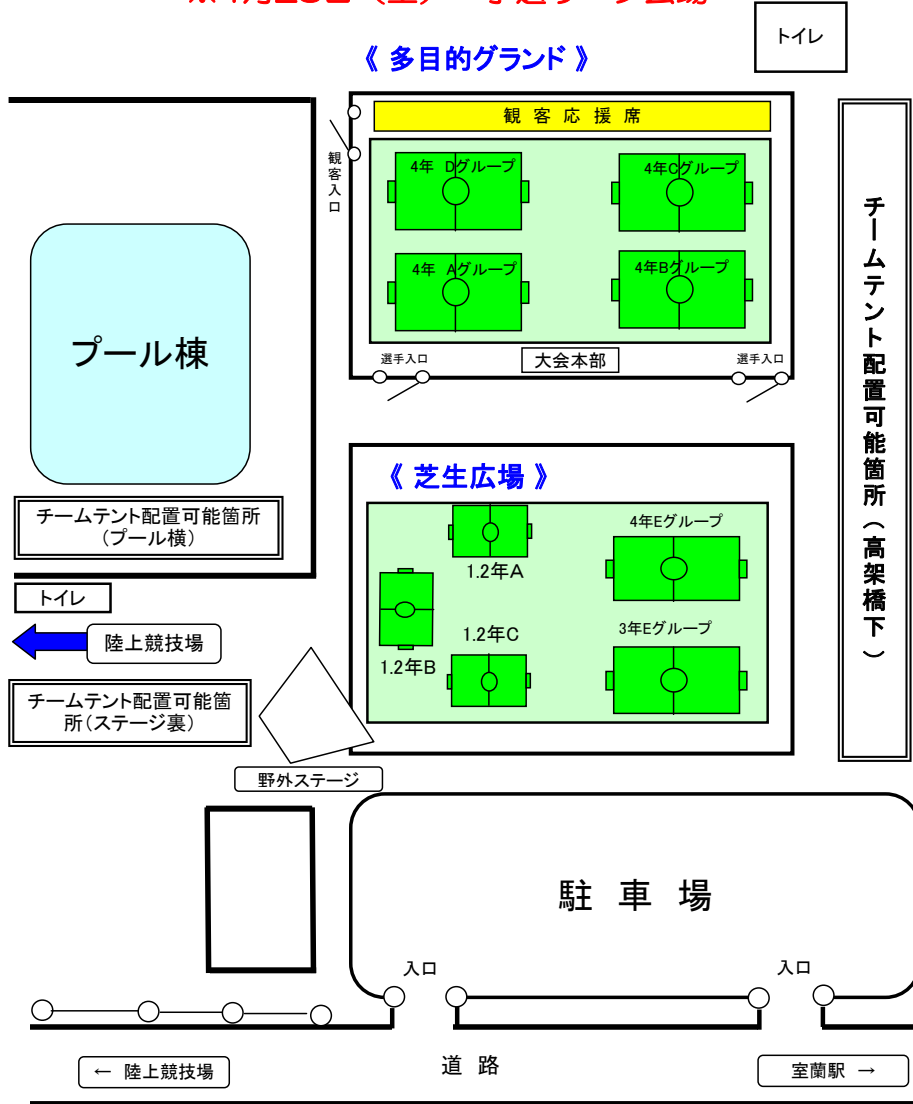 トイレ
《 多目的グランド 》
観 客 応 援 席
観客入口
4年 Dグループ
4年Cグループ
4年 Aグループ
4年Bグループ
選手入口
大会本部
選手入口
チームテント配置可能箇所（高架橋下）
プール棟
チームテント配置可能箇所
（プール横）
トイレ
陸上競技場
チームテント配置可能箇
所（ステージ裏）
《 芝生広場 》
1.2年A
4年Eグループ
1.2年B
1.2年C
3年Eグループ
野外ステージ
駐 車 場
入口
入口
← 陸上競技場
道 路
室蘭駅 →